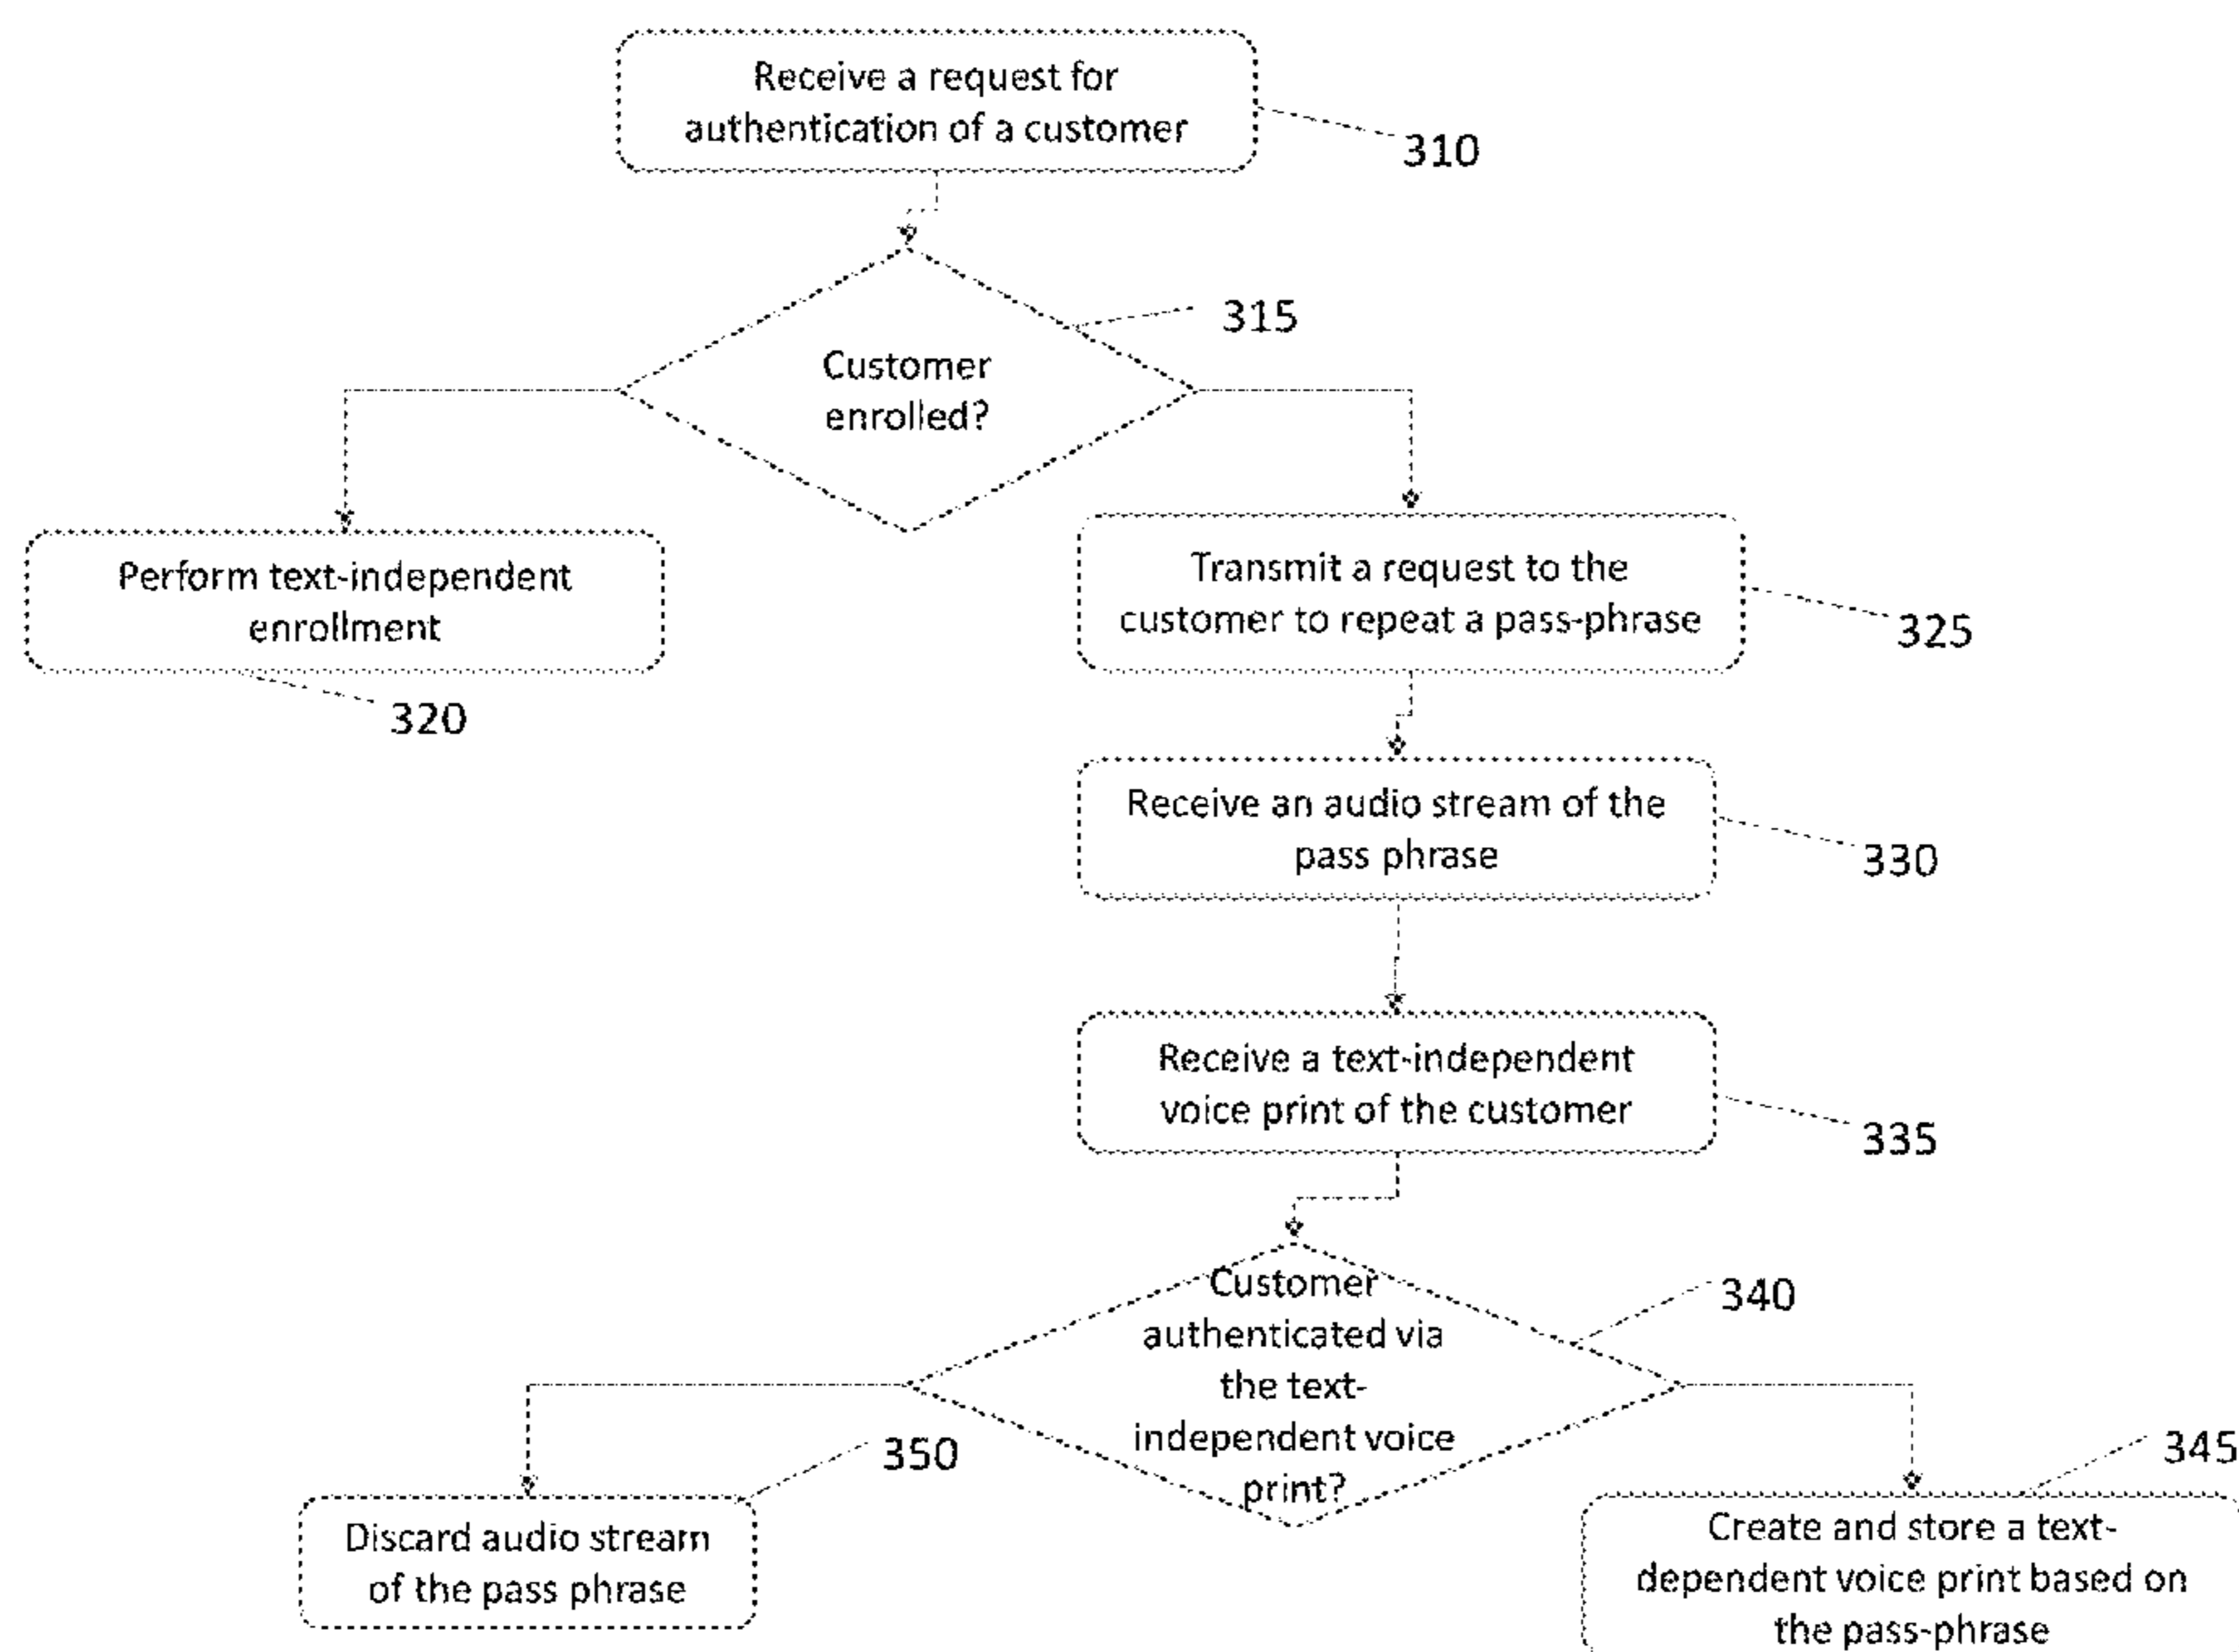 Receive a request for
authentication of a customer
310
315
Customer
enrolled?
Perform text-independent
enrollment
320
Transmit a request to the
customer to repeat a pass-phrase
325
Receive an audio stream of the
pass phrase
330
Receive a text-independent
voice print of the customer
335
Customer
authenticated via
the text-
independent voice
print?
340
350
Discard audio stream
of the pass phrase
345
Create and store a text-
dependent voice print based on
the pass-phrase